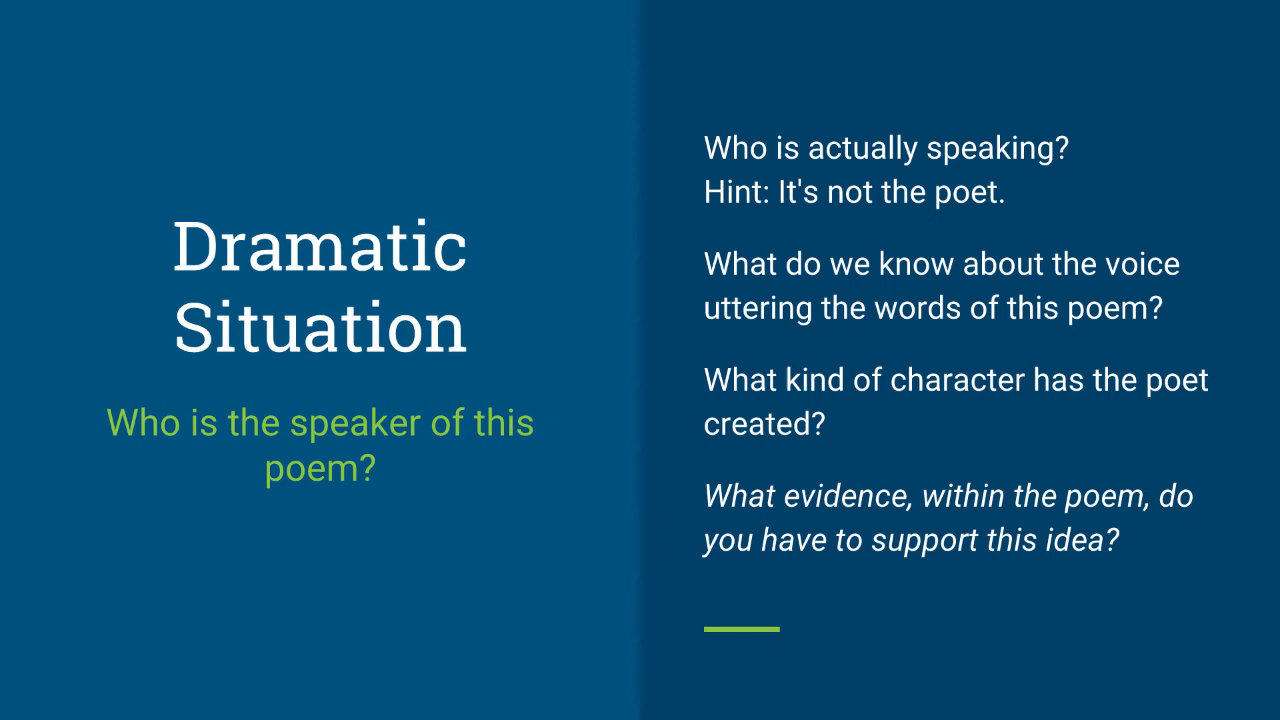 Dramatic
Situation
Who is the speaker of this
poem?
Who is actually speaking?
Hint: It's not the poet.
What do we know about the voice
uttering the words of this poem?
What kind of character has the poet
created?
What evidence, within the poem, do
you have to support this idea?